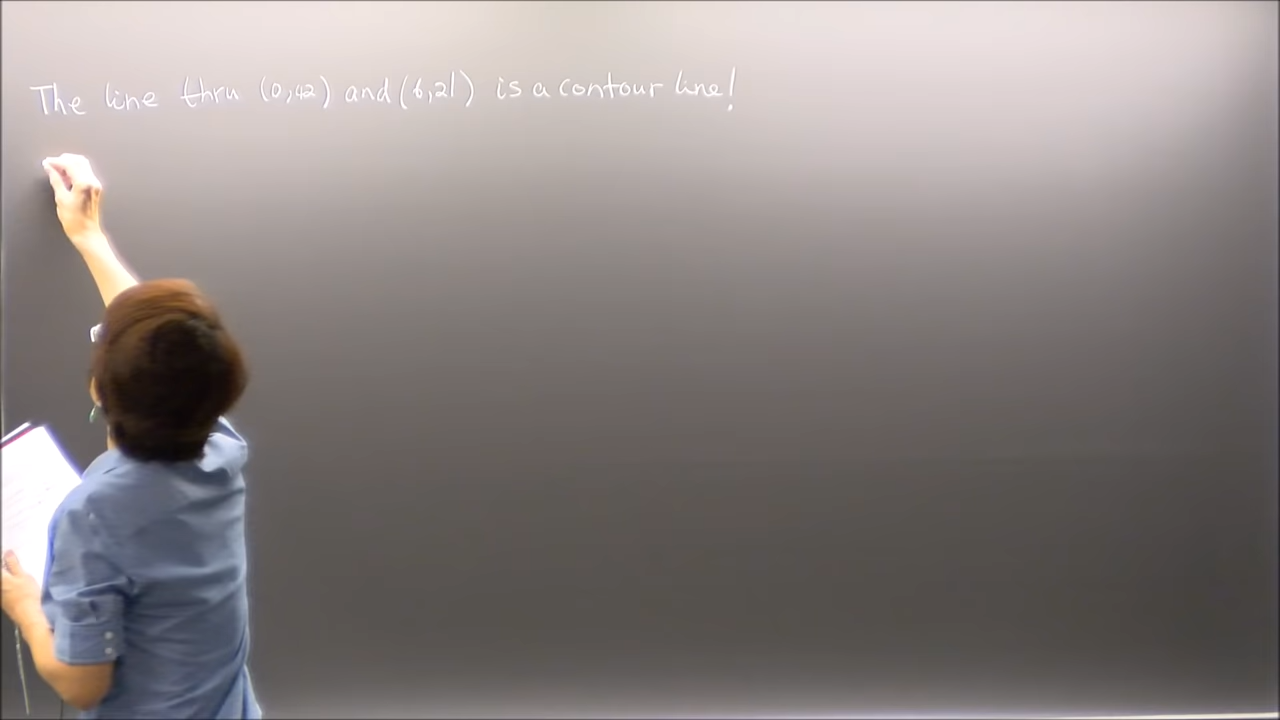 The line thru (0,42) and (6,21) is a contour line!